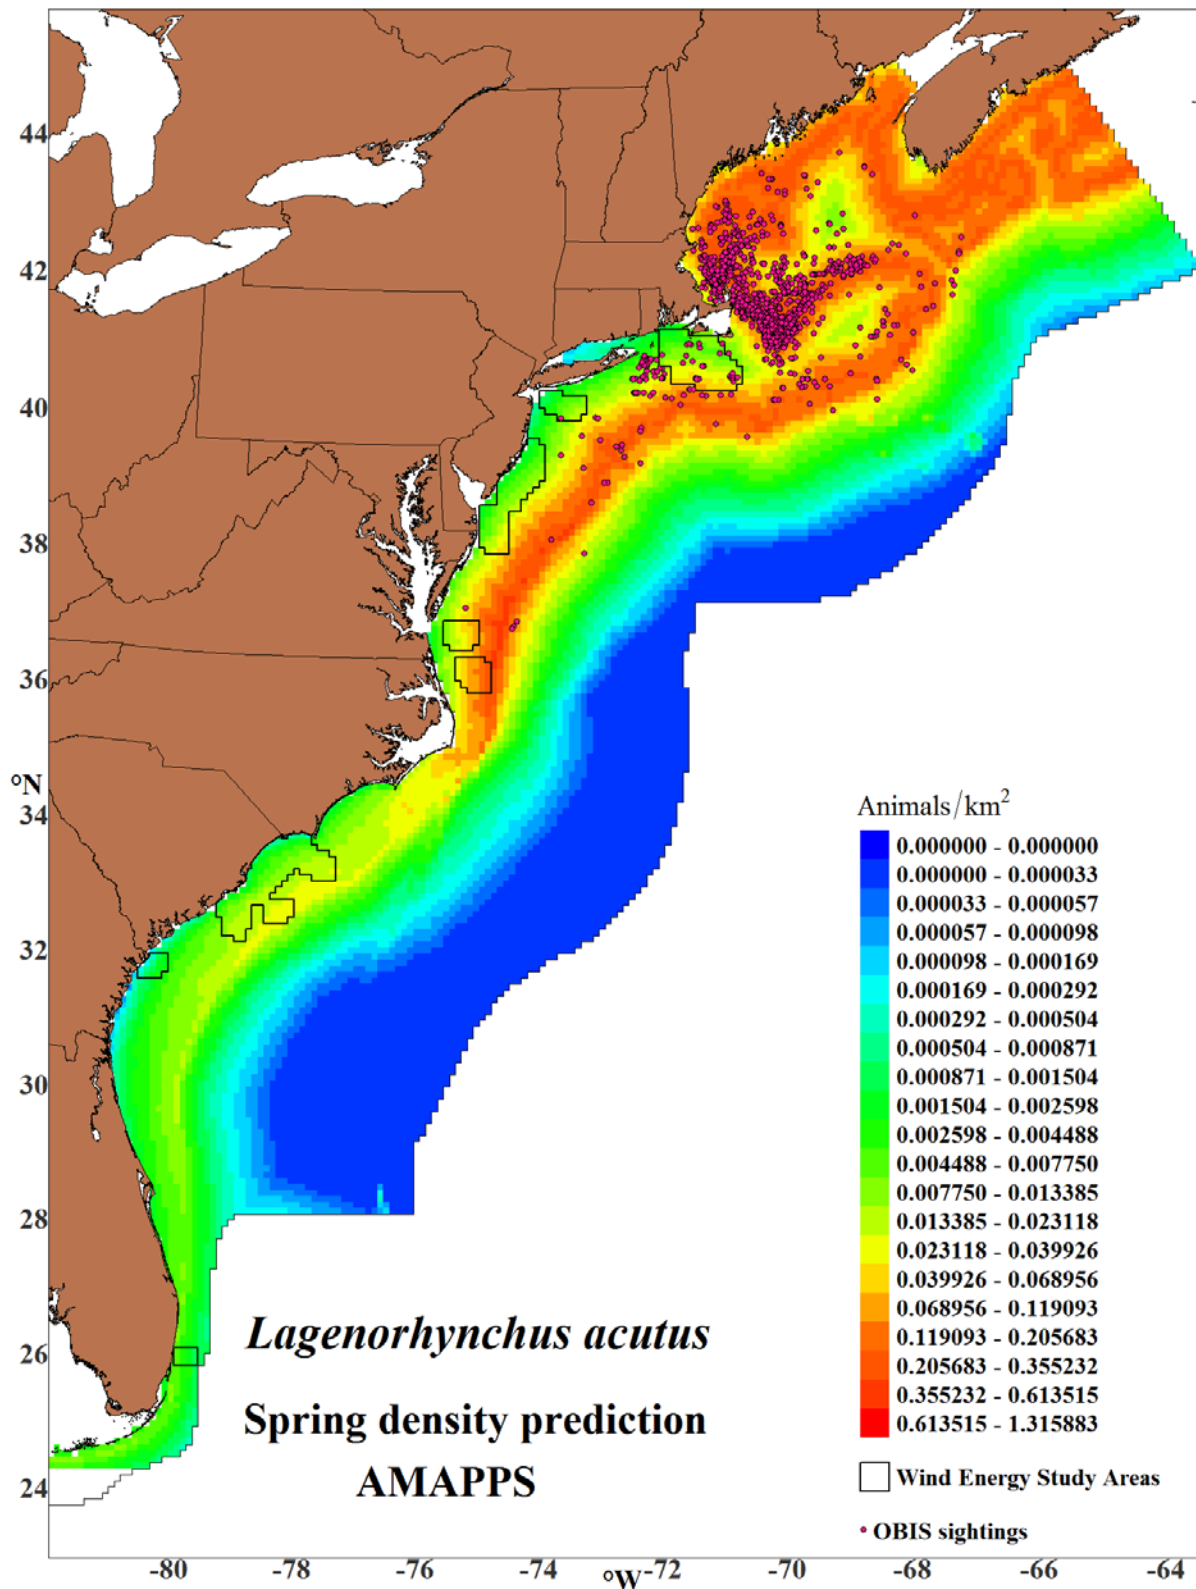 44
42
40
38
36
°N
34
32
30
28
26
24
Animals/km²
0.000000 - 0.000000
0.000000 - 0.000033
0.000033 - 0.000057
0.000057 - 0.000098
0.000098 - 0.000169
0.000169 - 0.000292
0.000292 - 0.000504
0.000504 - 0.000871
0.000871 - 0.001504
0.001504 - 0.002598
0.002598 - 0.004488
0.004488 - 0.007750
0.007750 - 0.013385
0.013385 - 0.023118
0.023118 - 0.039926
0.039926 - 0.068956
0.068956 - 0.119093
0.119093 - 0.205683
0.205683 - 0.355232
0.355232 - 0.613515
0.613515 - 1.315883
Wind Energy Study Areas
OBIS sightings
Lagenorhynchus acutus
Spring density prediction
AMAPPS
-80 -78 -76 -74 °W -72 -70 -68 -66 -64